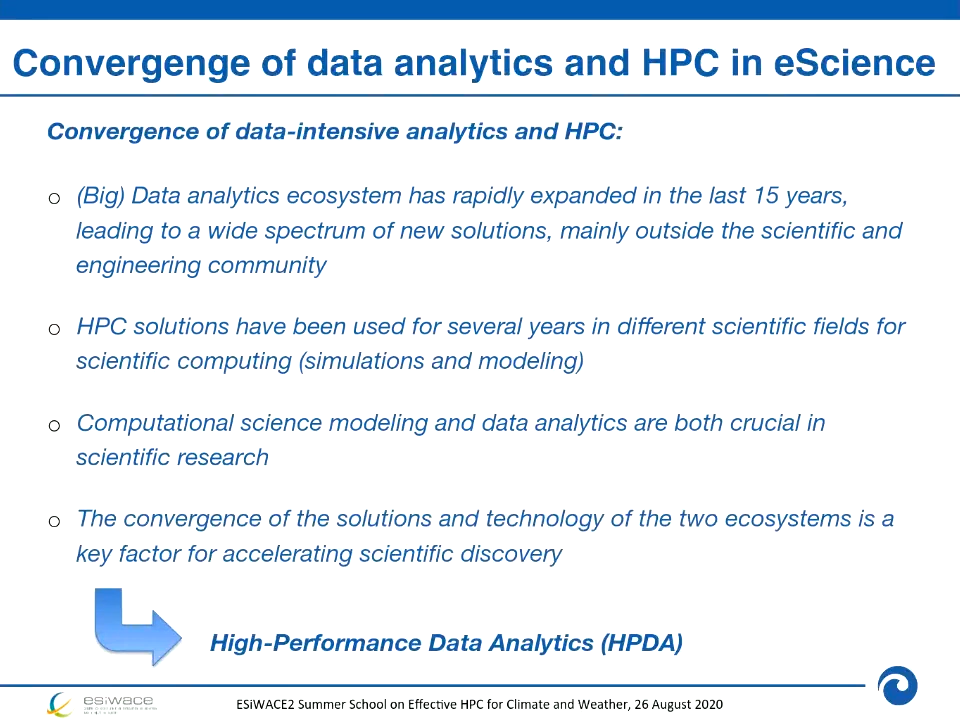 Convergenge of data analytics and HPC in eScience
Convergence of data-intensive analytics and HPC:
o (Big) Data analytics ecosystem has rapidly expanded in the last 15 years,
leading to a wide spectrum of new solutions, mainly outside the scientific and
engineering community
o HPC solutions have been used for several years in different scientific fields for
scientific computing (simulations and modeling)
o Computational science modeling and data analytics are both crucial in
scientific research
o The convergence of the solutions and technology of the two ecosystems is a
key factor for accelerating scientific discovery
High-Performance Data Analytics (HPDA)
esiwace
ESiWACE2 Summer School on Effective HPC for Climate and Weather, 26 August 2020